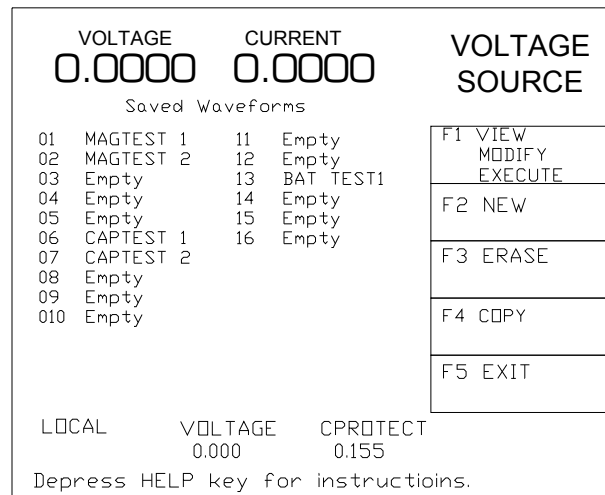 VOLTAGE CURRENT
0.0000 0.0000
VOLTAGE
SOURCE
Saved Waveforms
01 MAGTEST 1 11 Empty
02 MAGTEST 2 12 Empty
03 Empty 13 BAT TEST1
04 Empty 14 Empty
05 Empty 15 Empty
06 CAPTEST 1 16 Empty
07 CAPTEST 2
08 Empty
09 Empty
010 Empty
F1 VIEW
MODIFY
EXECUTE
F2 NEW
F3 ERASE
F4 COPY
F5 EXIT
LOCAL VOLTAGE CPROTECT
0.000 0.155
Depress HELP key for instructioins.